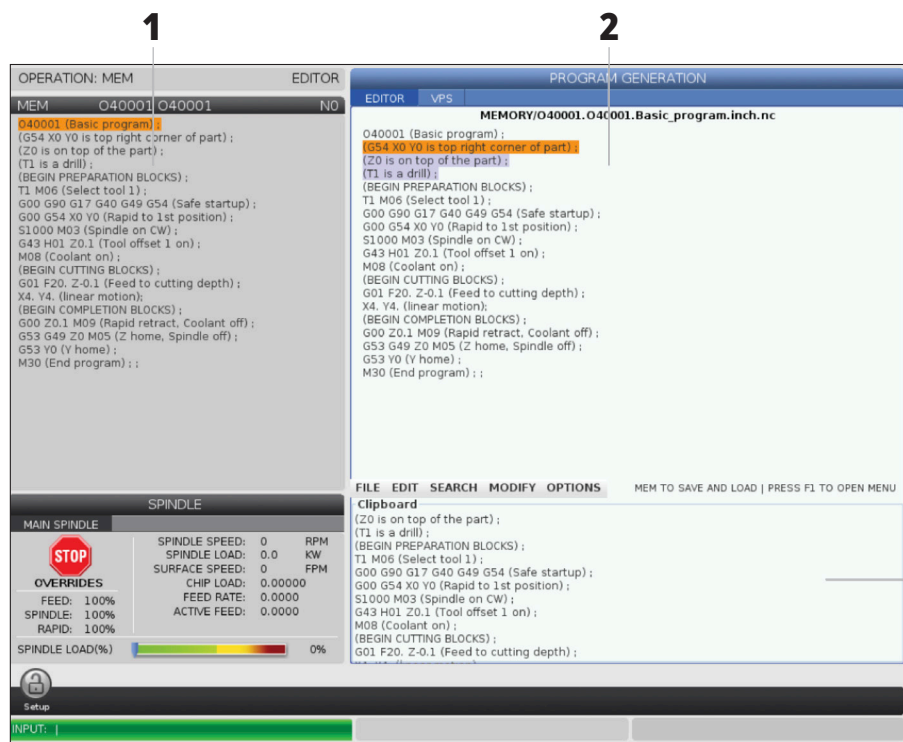 1 2
OPERATION: MEM EDITOR
MEM O40001 O40001 N0
O40001 (Basic program) ;
(G54 X0 Y0 is top right corner of part) ;
(Z0 is on top of the part) ;
(T1 is a drill) ;
(BEGIN PREPARATION BLOCKS) ;
T1 M06 (Select tool 1) ;
G00 G90 G17 G40 G49 G54 (Safe startup) ;
G00 G54 X0 Y0 (Rapid to 1st position) ;
S1000 M03 (Spindle on CW) ;
G43 H01 Z0.1 (Tool offset 1 on) ;
M08 (Coolant on) ;
(BEGIN CUTTING BLOCKS) ;
G01 F20. Z-0.1 (Feed to cutting depth) ;
X4. Y4. (linear motion);
(BEGIN COMPLETION BLOCKS) ;
G00 Z0.1 M09 (Rapid retract, Coolant off) ;
G53 G49 Z0 M05 (Z home, Spindle off) ;
G53 Y0 (Y home) ;
M30 (End program) ; ;
PROGRAM GENERATION
EDITOR VPS
MEMORY/O40001.O40001.Basic_program.inch.nc
O40001 (Basic program) ;
(G54 X0 Y0 is top right corner of part) ;
(Z0 is on top of the part) ;
(T1 is a drill) ;
(BEGIN PREPARATION BLOCKS) ;
T1 M06 (Select tool 1) ;
G00 G90 G17 G40 G49 G54 (Safe startup) ;
G00 G54 X0 Y0 (Rapid to 1st position) ;
S1000 M03 (Spindle on CW) ;
G43 H01 Z0.1 (Tool offset 1 on) ;
M08 (Coolant on) ;
(BEGIN CUTTING BLOCKS) ;
G01 F20. Z-0.1 (Feed to cutting depth) ;
X4. Y4. (linear motion);
(BEGIN COMPLETION BLOCKS) ;
G00 Z0.1 M09 (Rapid retract, Coolant off) ;
G53 G49 Z0 M05 (Z home, Spindle off) ;
G53 Y0 (Y home) ;
M30 (End program) ; ;
FILE EDIT SEARCH MODIFY OPTIONS MEM TO SAVE AND LOAD | PRESS F1 TO OPEN MENU
SPINDLE
MAIN SPINDLE
STOP
OVERRIDES
FEED: 100%
SPINDLE: 100%
RAPID: 100%
SPINDLE SPEED: 0 RPM
SPINDLE LOAD: 0.0 KW
SURFACE SPEED: 0 FPM
CHIP LOAD: 0.00000
FEED RATE: 0.0000
ACTIVE FEED: 0.0000
SPINDLE LOAD(%) 0%
Clipboard
(Z0 is on top of the part) ;
(T1 is a drill) ;
(BEGIN PREPARATION BLOCKS) ;
T1 M06 (Select tool 1) ;
G00 G90 G17 G40 G49 G54 (Safe startup) ;
G00 G54 X0 Y0 (Rapid to 1st position) ;
S1000 M03 (Spindle on CW) ;
G43 H01 Z0.1 (Tool offset 1 on) ;
M08 (Coolant on) ;
(BEGIN CUTTING BLOCKS) ;
G01 F20. Z-0.1 (Feed to cutting depth) ;
Setup
INPUT: |